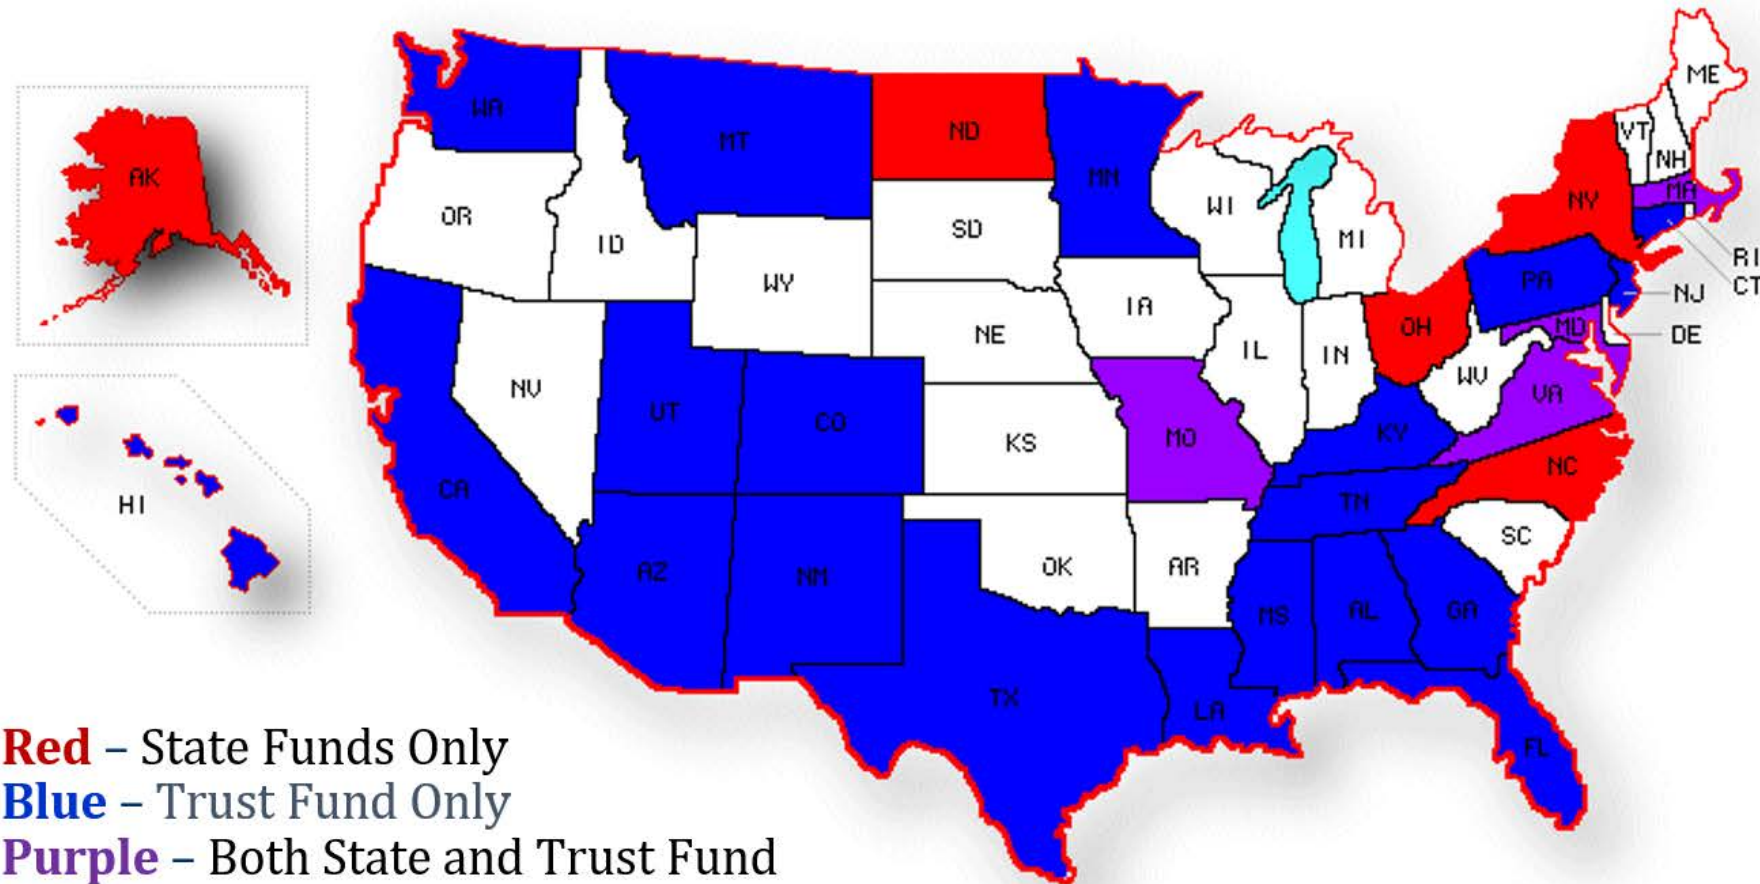 ME
WA
MT
ND
MN
VT
NH
AK
OR
ID
SD
WI
MI
NY
MA
RI
CT
WY
PA
NJ
IA
NE
OH
MD
DE
NV
UT
CO
IL
IN
WV
VA
KS
MO
KY
NC
HI
CA
TN
SC
AZ
NM
OK
AR
MS
AL
GA
TX
LA
FL
Red – State Funds Only
Blue – Trust Fund Only
Purple – Both State and Trust Fund